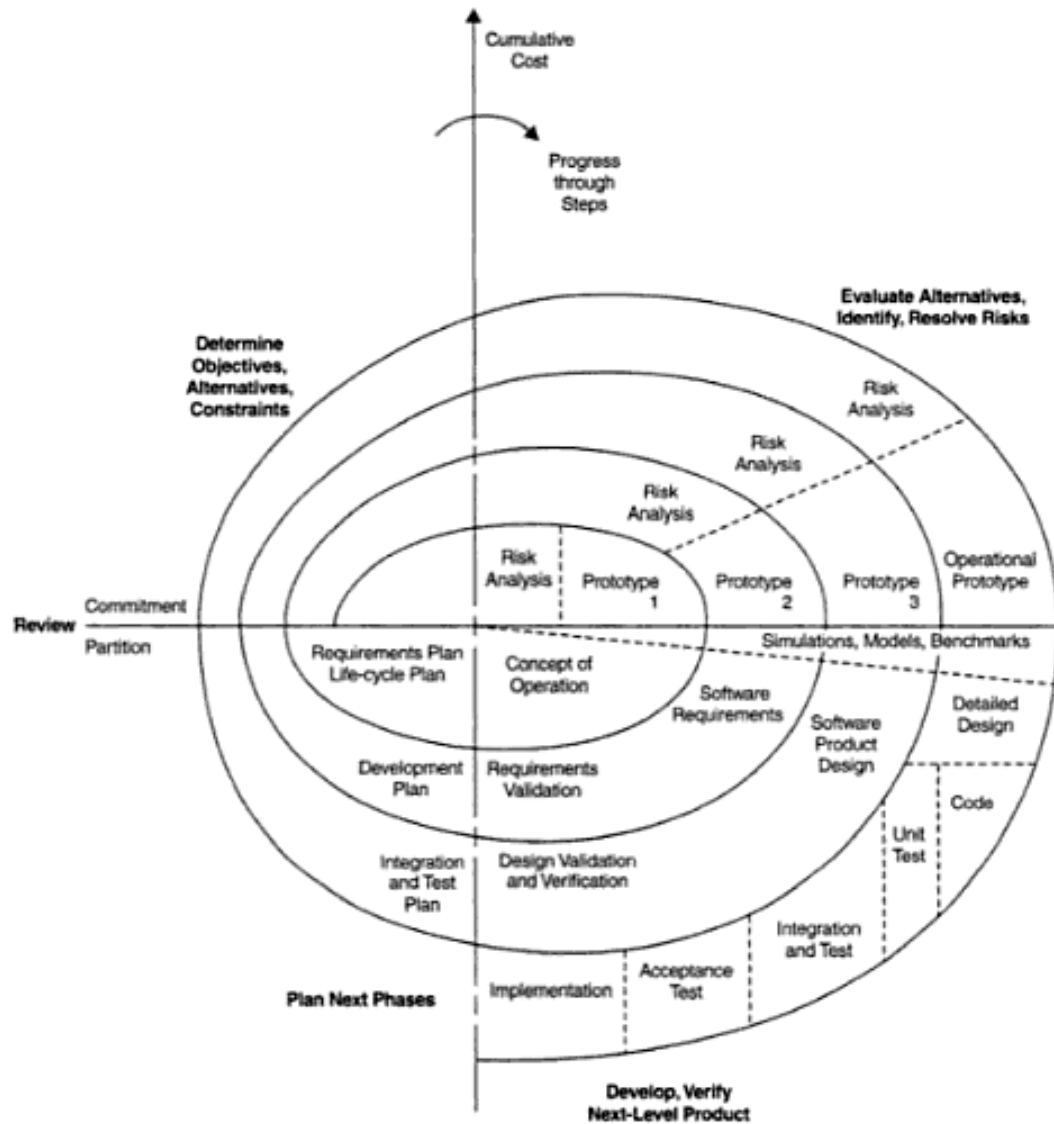 Cumulative
Cost
Progress
through
Steps
Evaluate Alternatives,
Identify, Resolve Risks
Determine
Objectives,
Alternatives,
Constraints
Risk
Analysis
Risk
Analysis
Risk
Analysis
Risk
Analysis
Prototype
1
Prototype
2
Prototype
3
Operational
Prototype
Review
Commitment
Partition
Simulations, Models, Benchmarks
Requirements Plan
Life-cycle Plan
Concept of
Operation
Software
Requirements
Software
Product
Design
Detailed
Design
Development
Plan
Requirements
Validation
Code
Unit
Test
Integration
and Test
Plan
Design Validation
and Verification
Integration
and Test
Acceptance
Test
Implementation
Plan Next Phases
Develop, Verify
Next-Level Product